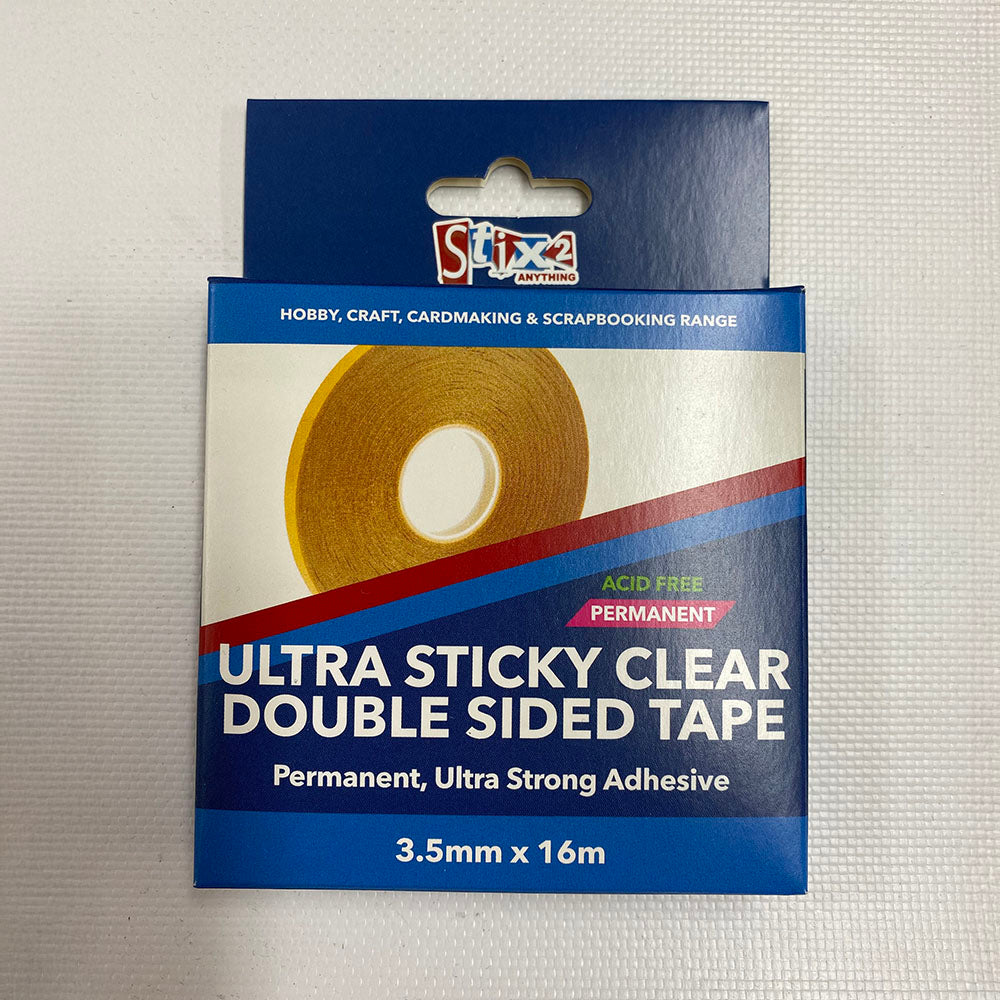 Stix2
ANYTHING
HOBBY, CRAFT, CARDMAKING & SCRAPBOOKING RANGE
ACID FREE
PERMANENT
ULTRA STICKY CLEAR
DOUBLE SIDED TAPE
Permanent, Ultra Strong Adhesive
3.5mm x 16m